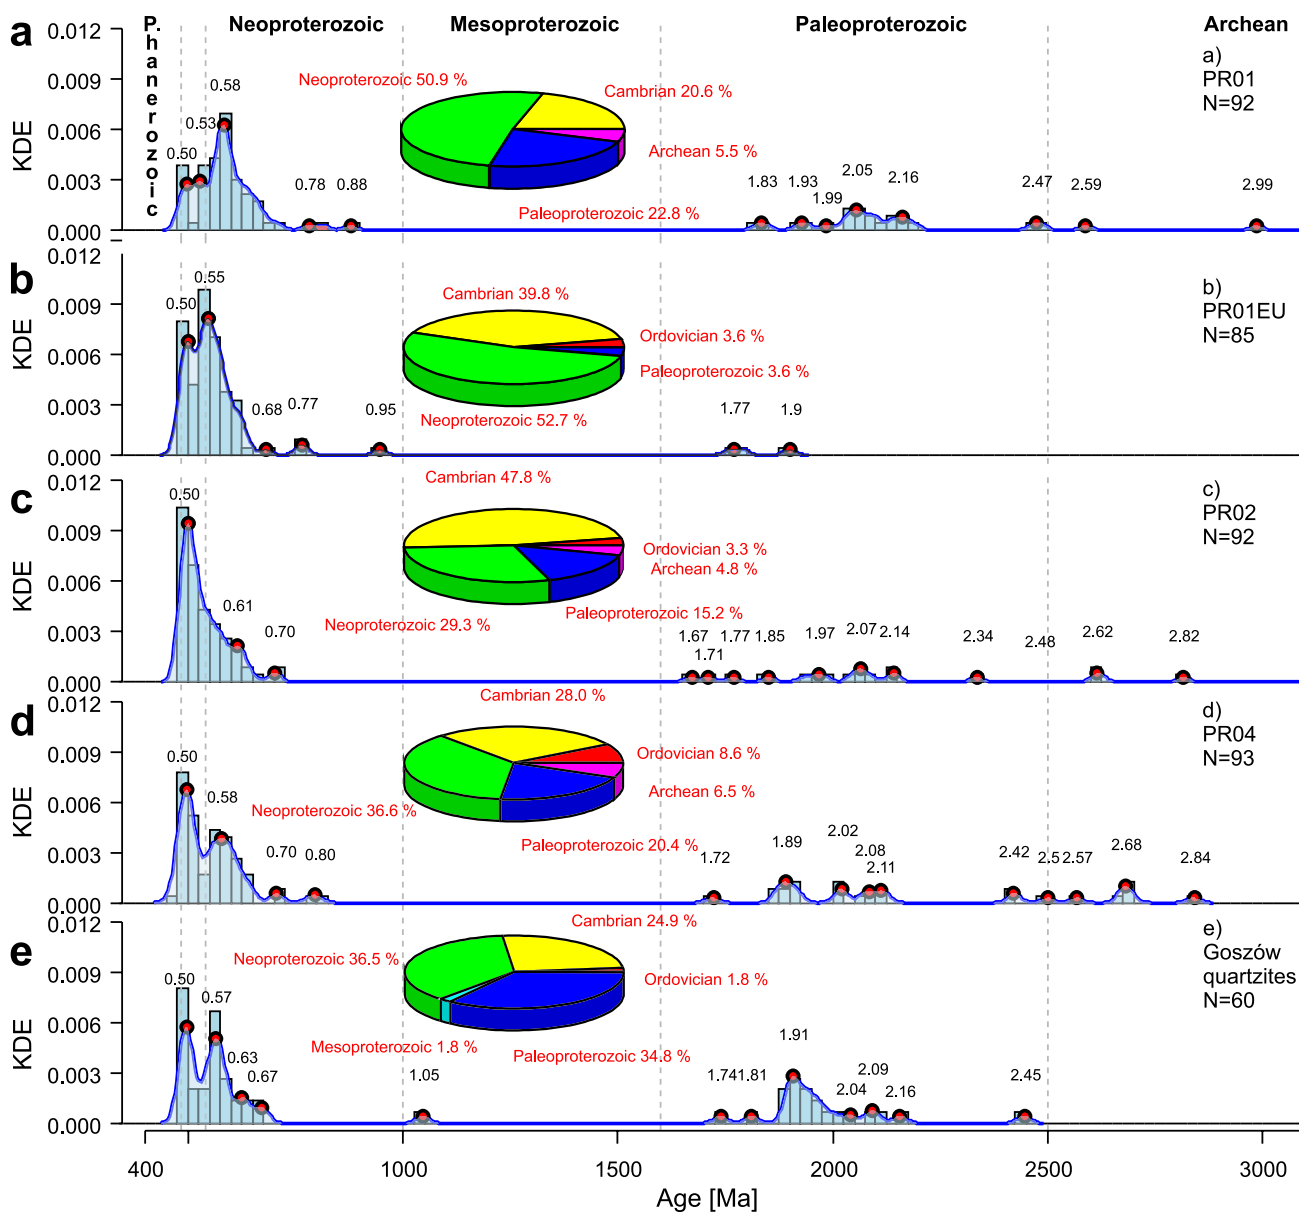 a
0.012
0.009
0.006
0.003
0.000
KDE
P.hanerozoic
Neoproterozoic
Mesoproterozoic
Paleoproterozoic
Archean
a)
PR01
N=92
0.50
0.53
0.58
0.78
0.88
1.83
1.93
1.99
2.05
2.16
2.47
2.59
2.99
Neoproterozoic 50.9 %
Cambrian 20.6 %
Archean 5.5 %
Paleoproterozoic 22.8 %
b
0.009
0.006
0.003
0.000
KDE
b)
PR01EU
N=85
0.50
0.55
0.68
0.77
0.95
1.77
1.9
Cambrian 39.8 %
Ordovician 3.6 %
Paleoproterozoic 3.6 %
Neoproterozoic 52.7 %
c
0.012
0.009
0.006
0.003
0.000
KDE
c)
PR02
N=92
0.50
0.61
0.70
1.67
1.71
1.77
1.85
1.97
2.07
2.14
2.34
2.48
2.62
2.82
Cambrian 47.8 %
Ordovician 3.3 %
Archean 4.8 %
Paleoproterozoic 15.2 %
Neoproterozoic 29.3 %
d
0.012
0.009
0.006
0.003
0.000
KDE
d)
PR04
N=93
0.50
0.58
0.70
0.80
1.72
1.89
2.02
2.08
2.11
2.42
2.5
2.57
2.68
2.84
Cambrian 28.0 %
Ordovician 8.6 %
Archean 6.5 %
Neoproterozoic 36.6 %
Paleoproterozoic 20.4 %
e
0.012
0.009
0.006
0.003
0.000
KDE
e)
Goszów
quartzites
N=60
0.50
0.57
0.63
0.67
1.05
1.74
1.81
1.91
2.04
2.09
2.16
2.45
Cambrian 24.9 %
Neoproterozoic 36.5 %
Ordovician 1.8 %
Mesoproterozoic 1.8 %
Paleoproterozoic 34.8 %
400
1000
1500
2000
2500
3000
Age [Ma]